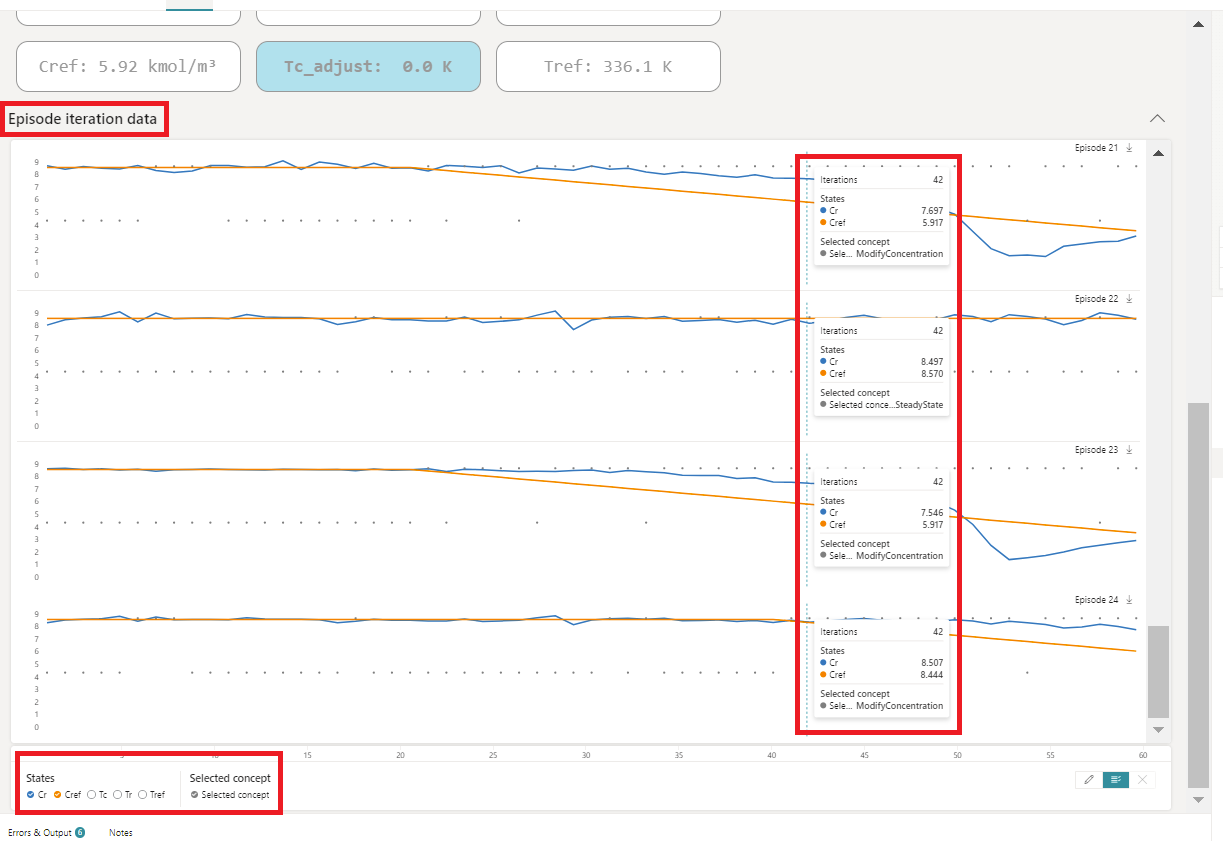 Cref: 5.92 kmol/m³ Tc_adjust: 0.0 K Tref: 336.1 K
Episode iteration data
Episode 21
9
8
7
6
5
4
3
2
1
0
Iterations 42
States
Cr 7.697
Cref 5.917
Selected concept
Sele... ModifyConcentration
Episode 22
9
8
7
6
5
4
3
2
1
0
Iterations 42
States
Cr 8.497
Cref 8.570
Selected concept
Selected conce...SteadyState
Episode 23
9
8
7
6
5
4
3
2
1
0
Iterations 42
States
Cr 7.546
Cref 5.917
Selected concept
Sele... ModifyConcentration
Episode 24
9
8
7
6
5
4
3
2
1
0
Iterations 42
States
Cr 8.507
Cref 8.444
Selected concept
Sele... ModifyConcentration
15 20 25 30 35 40 45 50 55 60
States Selected concept
Cr Cref Tc Tr Tref Selected concept
Errors & Output 6 Notes